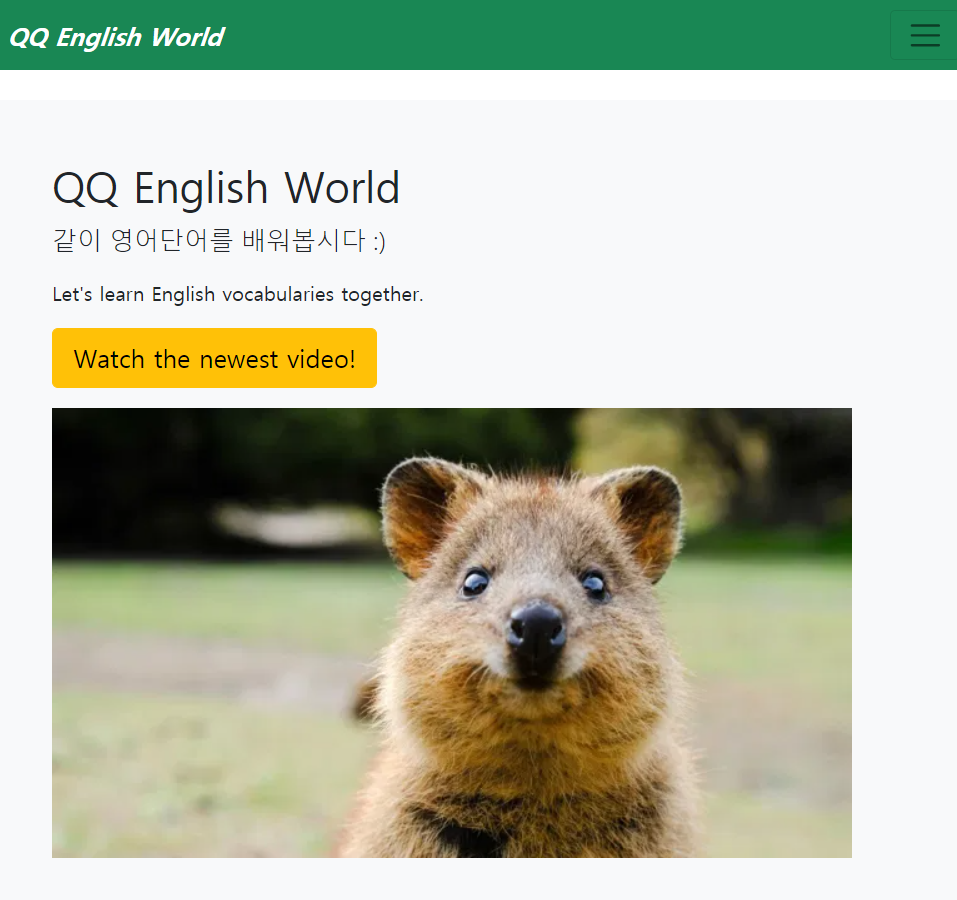 QQ English World
QQ English World
같이 영어단어를 배워봅시다 :)
Let's learn English vocabularies together.
Watch the newest video!